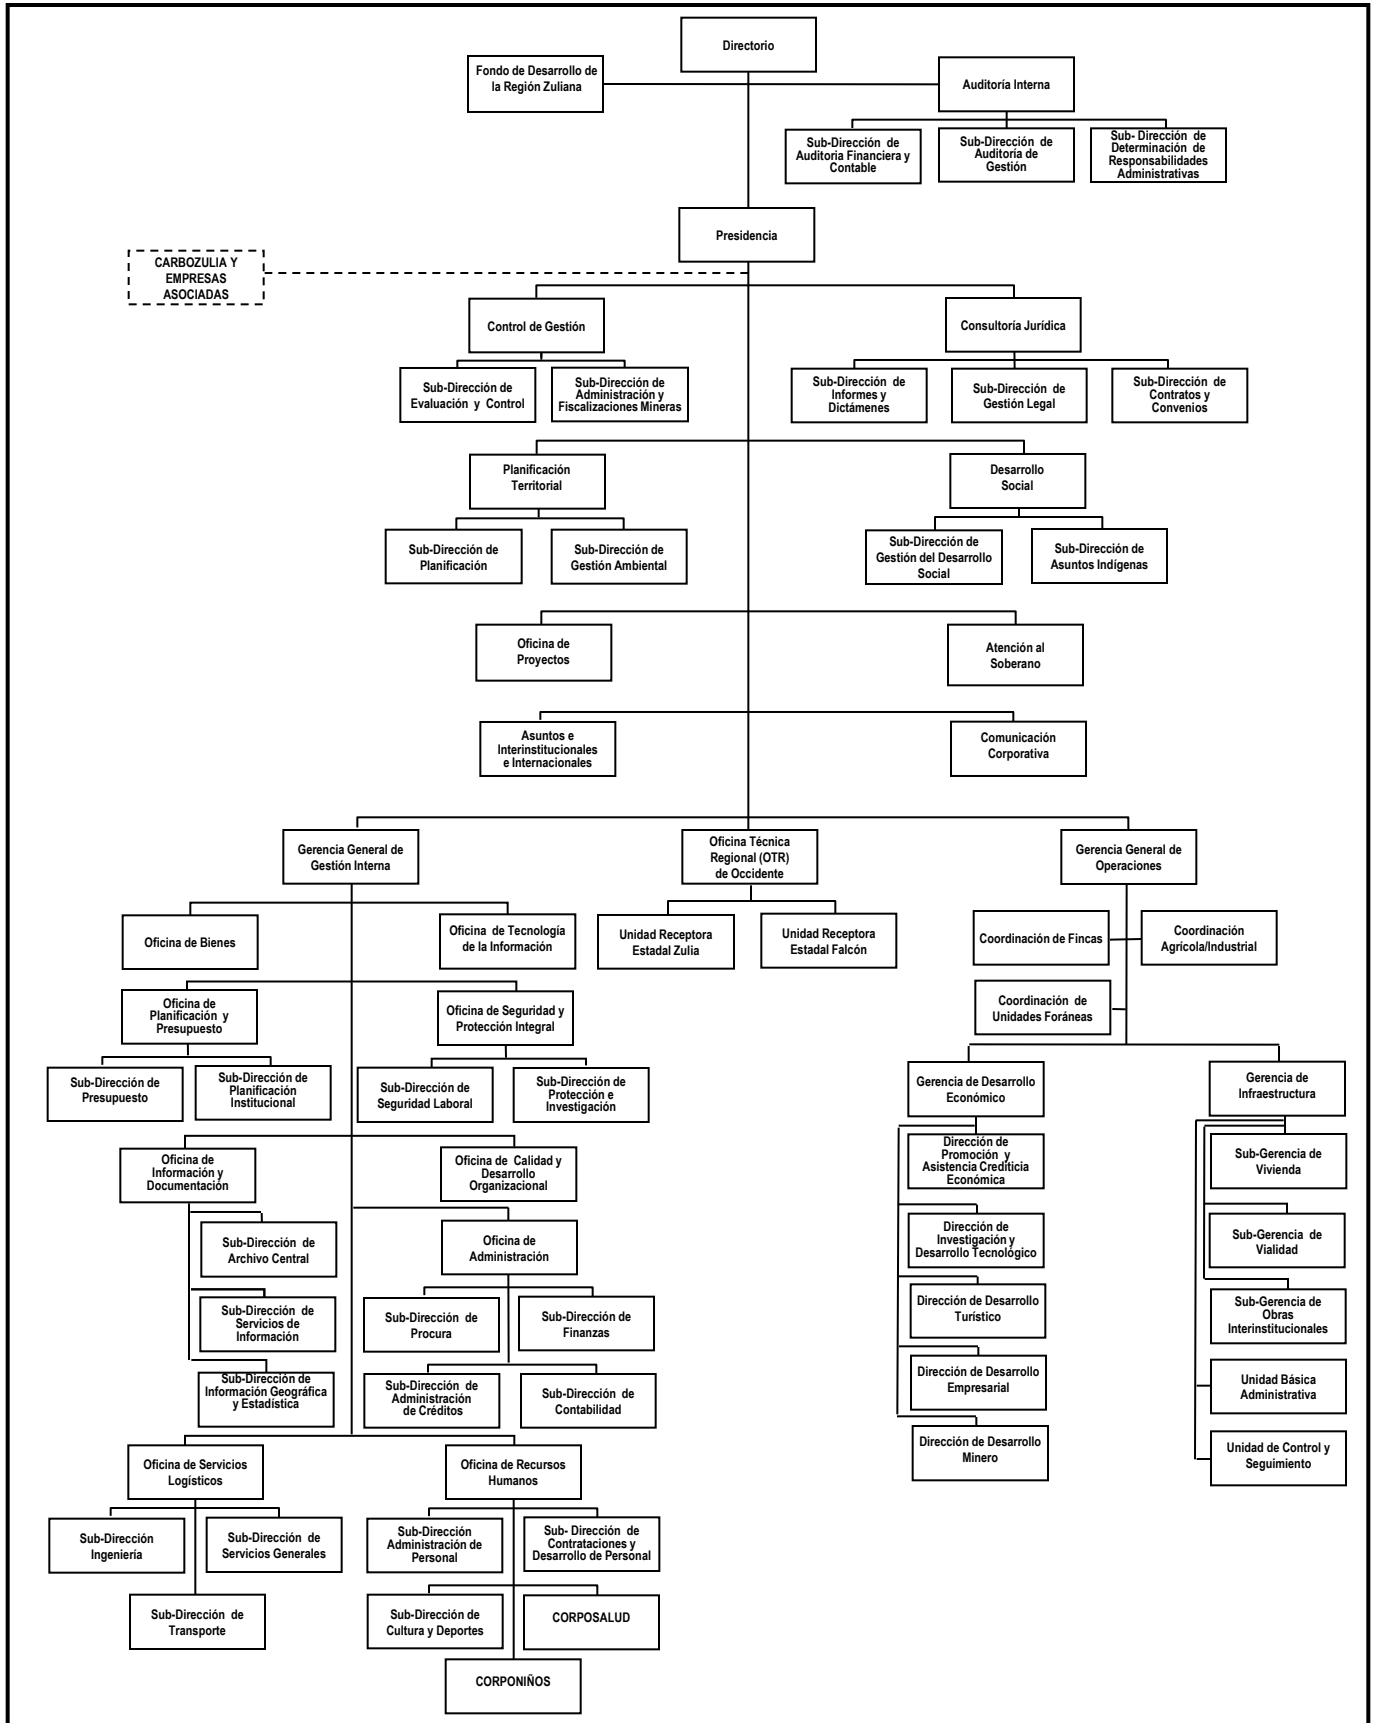 Directorio
Fondo de Desarrollo de
la Región Zuliana
Auditoría Interna
Sub-Dirección de
Auditoria Financiera y
Contable
Sub-Dirección de
Auditoría de
Gestión
Sub- Dirección de
Determinación de
Responsabilidades
Administrativas
Presidencia
CARBOZULIA Y
EMPRESAS
ASOCIADAS
Control de Gestión
Consultoría Jurídica
Sub-Dirección de
Evaluación y Control
Sub-Dirección de
Administración y
Fiscalizaciones Mineras
Sub-Dirección de
Informes y
Dictámenes
Sub-Dirección de
Gestión Legal
Sub-Dirección de
Contratos y
Convenios
Planificación
Territorial
Desarrollo
Social
Sub-Dirección de
Planificación
Sub-Dirección de
Gestión Ambiental
Sub-Dirección de
Gestión del Desarrollo
Social
Sub-Dirección de
Asuntos Indígenas
Oficina de
Proyectos
Atención al
Soberano
Asuntos e
Interinstitucionales
e Internacionales
Comunicación
Corporativa
Gerencia General de
Gestión Interna
Oficina Técnica
Regional (OTR)
de Occidente
Gerencia General de
Operaciones
Oficina de Bienes
Oficina de Tecnología
de la Información
Unidad Receptora
Estadal Zulia
Unidad Receptora
Estadal Falcón
Coordinación de Fincas
Coordinación
Agrícola/Industrial
Oficina de
Planificación y
Presupuesto
Oficina de Seguridad y
Protección Integral
Coordinación de
Unidades Foráneas
Sub-Dirección de
Presupuesto
Sub-Dirección de
Planificación
Institucional
Sub-Dirección de
Seguridad Laboral
Sub-Dirección de
Protección e
Investigación
Gerencia de Desarrollo
Económico
Gerencia de
Infraestructura
Oficina de
Información y
Documentación
Oficina de Calidad y
Desarrollo
Organizacional
Dirección de
Promoción y
Asistencia Crediticia
Económica
Sub-Gerencia de
Vivienda
Sub-Dirección de
Archivo Central
Oficina de
Administración
Dirección de
Investigación y
Desarrollo Tecnológico
Sub-Gerencia de
Vialidad
Sub-Dirección de
Servicios de
Información
Sub-Dirección de
Procura
Sub-Dirección de
Finanzas
Dirección de Desarrollo
Turístico
Sub-Gerencia de
Obras
Interinstitucionales
Sub-Dirección de
Información Geográfica
y Estadística
Sub-Dirección de
Administración
de Créditos
Sub-Dirección de
Contabilidad
Dirección de Desarrollo
Empresarial
Unidad Básica
Administrativa
Oficina de Servicios
Logísticos
Oficina de Recursos
Humanos
Dirección de Desarrollo
Minero
Unidad de Control y
Seguimiento
Sub-Dirección
Ingeniería
Sub-Dirección de
Servicios Generales
Sub-Dirección
Administración de
Personal
Sub- Dirección de
Contrataciones y
Desarrollo de Personal
Sub-Dirección de
Transporte
Sub-Dirección de
Cultura y Deportes
CORPOSALUD
CORPONIÑOS